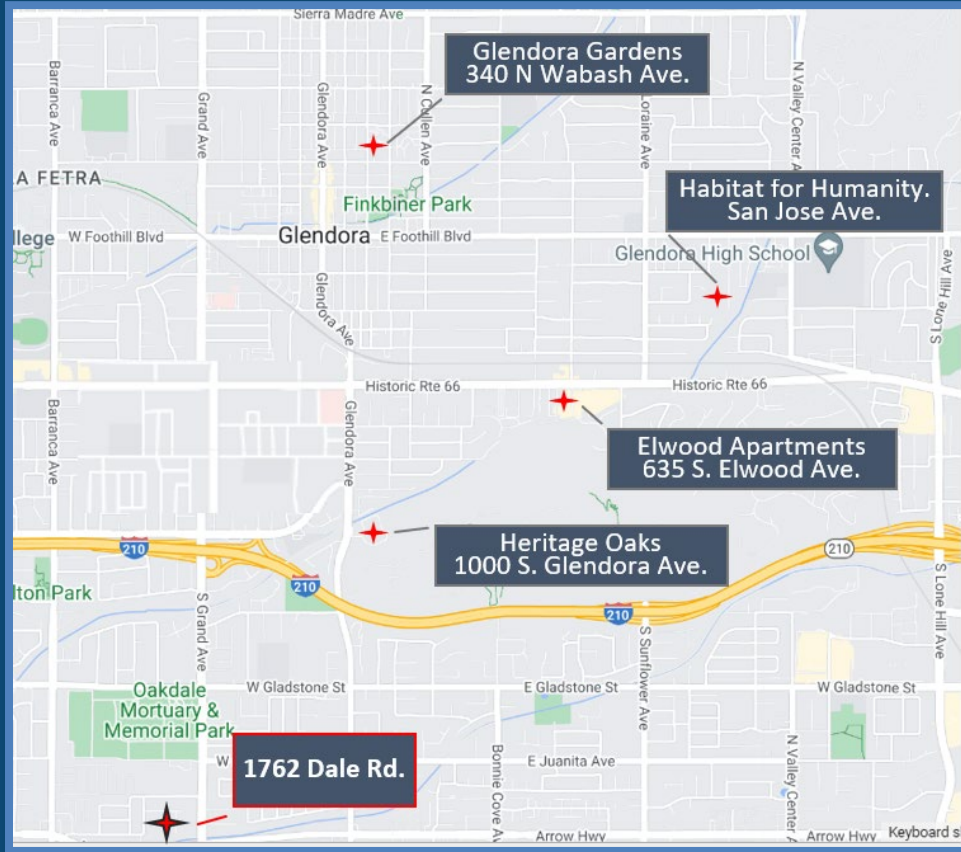 Sierra Madre Ave
Glendora Gardens
340 N Wabash Ave.
Barranca Ave
Grand Ave
Glendora Ave
N Cullen Ave
Loraine Ave
N Valley Center A
A FETRA
Finkbiner Park
Habitat for Humanity.
San Jose Ave.
llege
W Foothill Blvd
Glendora
E Foothill Blvd
Glendora High School
S Lone Hill Ave
Glendora Ave
Historic Rte 66
Historic Rte 66
Barranca Ave
Glendora Ave
Elwood Apartments
635 S. Elwood Ave.
Heritage Oaks
1000 S. Glendora Ave.
210
210
210
210
lton Park
S Grand Ave
S Sunflower Ave
S Lone Hill Ave
Oakdale
Mortuary &
Memorial Park
W Gladstone St
E Gladstone St
W Gladstone St
W
1762 Dale Rd.
Bonnie Cove Av
E Juanita Ave
N Valley Center A
Arrow Hwy
Arrow Hwy
Keyboard s